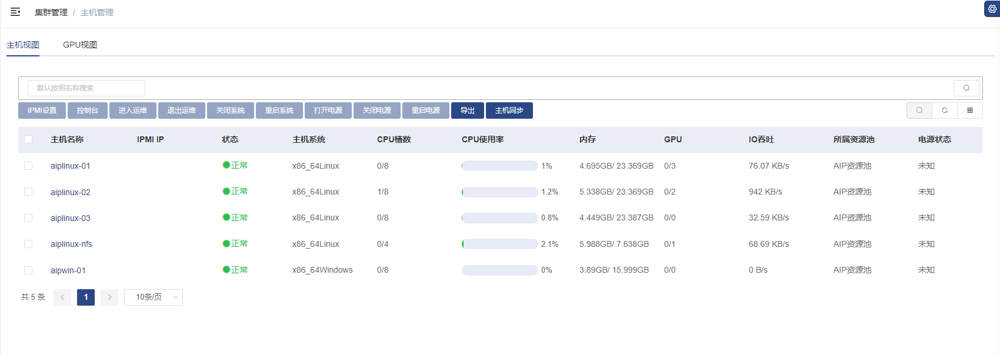 集群管理 / 主机管理
主机视图 GPU视图
默认按照名称搜索
IPMI设置 控制台 进入运维 退出运维 关闭系统 重启系统 打开电源 关闭电源 重启电源 导出 主机同步
主机名称 IPMI IP 状态 主机系统 CPU槽数 CPU使用率 内存 GPU IO吞吐 所属资源池 电源状态
aiplinux-01 正常 x86_64Linux 0/8 1% 4.695GB/ 23.369GB 0/3 76.07 KB/s AIP资源池 未知
aiplinux-02 正常 x86_64Linux 1/8 1.2% 5.338GB/ 23.369GB 0/2 942 KB/s AIP资源池 未知
aiplinux-03 正常 x86_64Linux 0/8 0.8% 4.449GB/ 23.387GB 0/0 32.59 KB/s AIP资源池 未知
aiplinux-nfs 正常 x86_64Linux 0/4 2.1% 5.988GB/ 7.638GB 0/1 68.69 KB/s AIP资源池 未知
aipwin-01 正常 x86_64Windows 0/8 0% 3.89GB/ 15.999GB 0/0 0 B/s AIP资源池 未知
共 5 条 1 10条/页